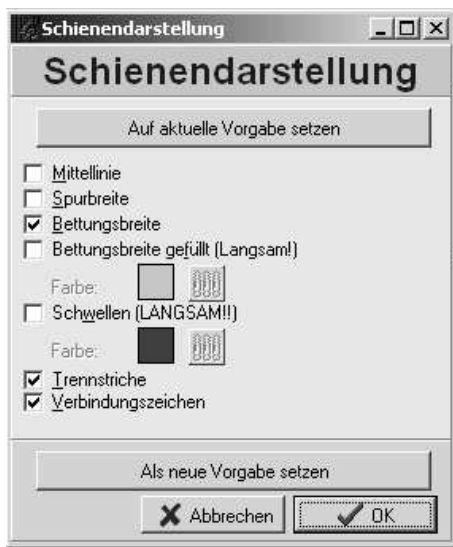 Schienendarstellung
Schienendarstellung
Auf aktuelle Vorgabe setzen
Mittellinie
Spurbreite
Bettungsbreite
Bettungsbreite gefüllt (Langsam!)
Farbe:
Schwellen (LANGSAM!!)
Farbe:
Trennstriche
Verbindungszeichen
Als neue Vorgabe setzen
Abbrechen OK